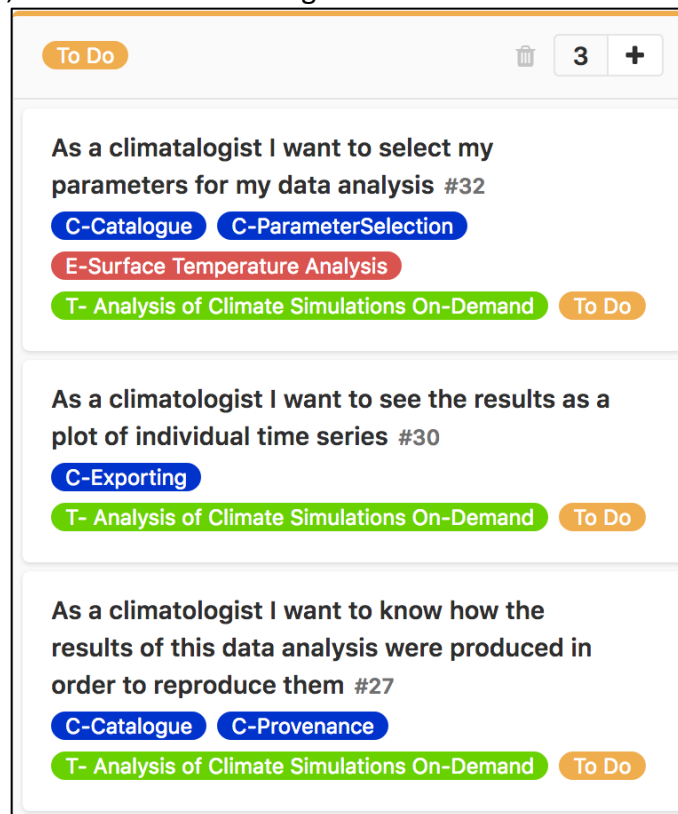 To Do 3 +
As a climatalogist I want to select my
parameters for my data analysis #32
C-Catalogue C-ParameterSelection
E-Surface Temperature Analysis
T- Analysis of Climate Simulations On-Demand To Do
As a climatologist I want to see the results as a
plot of individual time series #30
C-Exporting
T- Analysis of Climate Simulations On-Demand To Do
As a climatologist I want to know how the
results of this data analysis were produced in
order to reproduce them #27
C-Catalogue C-Provenance
T- Analysis of Climate Simulations On-Demand To Do